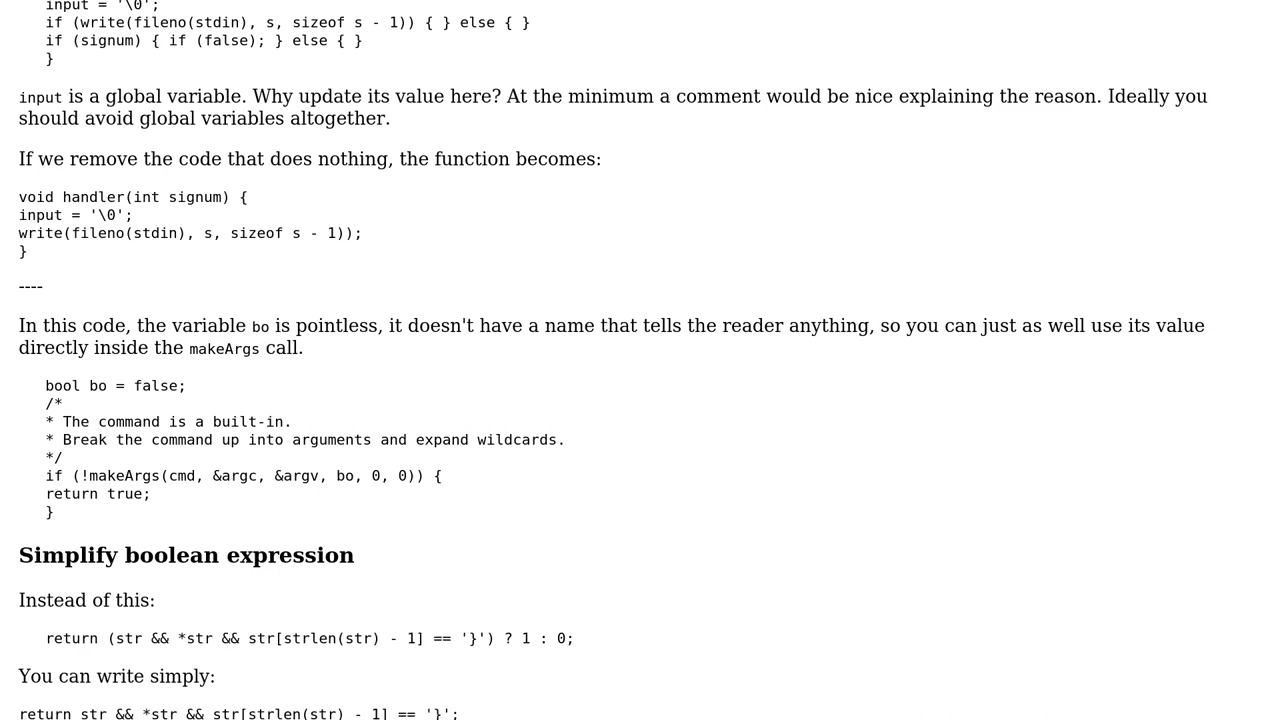 input = '\0';
if (write(fileno(stdin), s, sizeof s - 1)) { } else { }
if (signum) { if (false); } else { }
}
input is a global variable. Why update its value here? At the minimum a comment would be nice explaining the reason. Ideally you
should avoid global variables altogether.
If we remove the code that does nothing, the function becomes:
void handler(int signum) {
input = '\0';
write(fileno(stdin), s, sizeof s - 1));
}
----
In this code, the variable bo is pointless, it doesn't have a name that tells the reader anything, so you can just as well use its value
directly inside the makeArgs call.
bool bo = false;
/*
* The command is a built-in.
* Break the command up into arguments and expand wildcards.
*/
if (!makeArgs(cmd, &argc, &argv, bo, 0, 0)) {
return true;
}
Simplify boolean expression
Instead of this:
return (str && *str && str[strlen(str) - 1] == '}') ? 1 : 0;
You can write simply:
return str && *str && str[strlen(str) - 1] == '}';